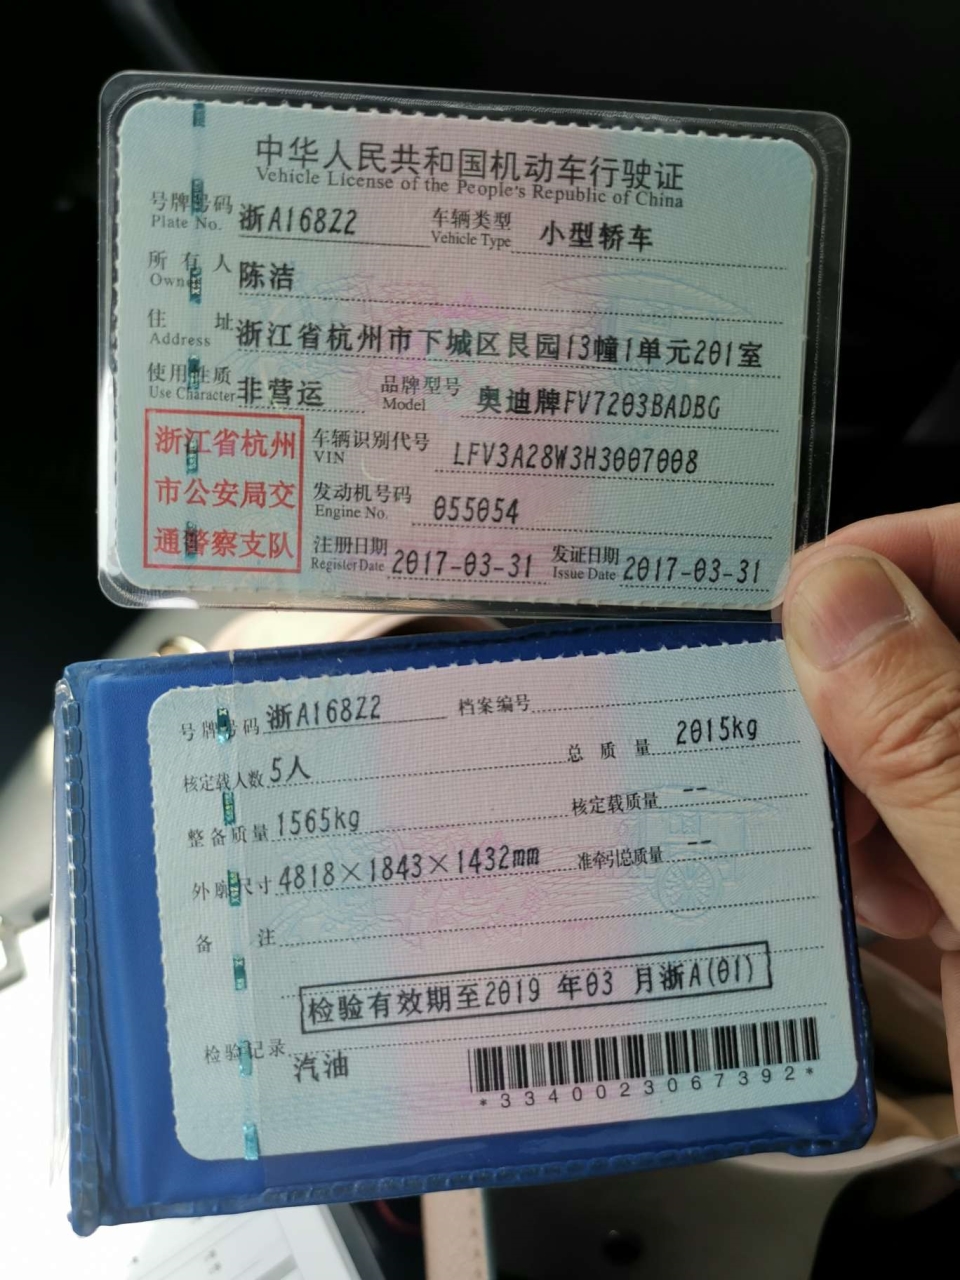 中华人民共和国机动车行驶证
Vehicle License of the People's Republic of China
号牌号码 浙A168Z2 车辆类型 小型轿车
Plate No. Vehicle Type
所有人 陈洁
Owner
住址 浙江省杭州市下城区艮园13幢1单元201室
Address
使用性质 非营运 品牌型号 奥迪牌FV7203BADBG
Use Character Model
浙江省杭州
市公安局交
通警察支队
车辆识别代号 LFV3A28W3H3007008
VIN
发动机号码 055054
Engine No.
注册日期 2017-03-31 发证日期 2017-03-31
Register Date Issue Date
号牌号码 浙A168Z2 档案编号
核定载人数 5人 总质量 2015kg
整备质量 1565kg 核定载质量 --
外廓尺寸 4818×1843×1432mm 准牵引总质量 --
备注
检验有效期至2019年03月浙A(01)
检验记录
汽油
*3340023067392*